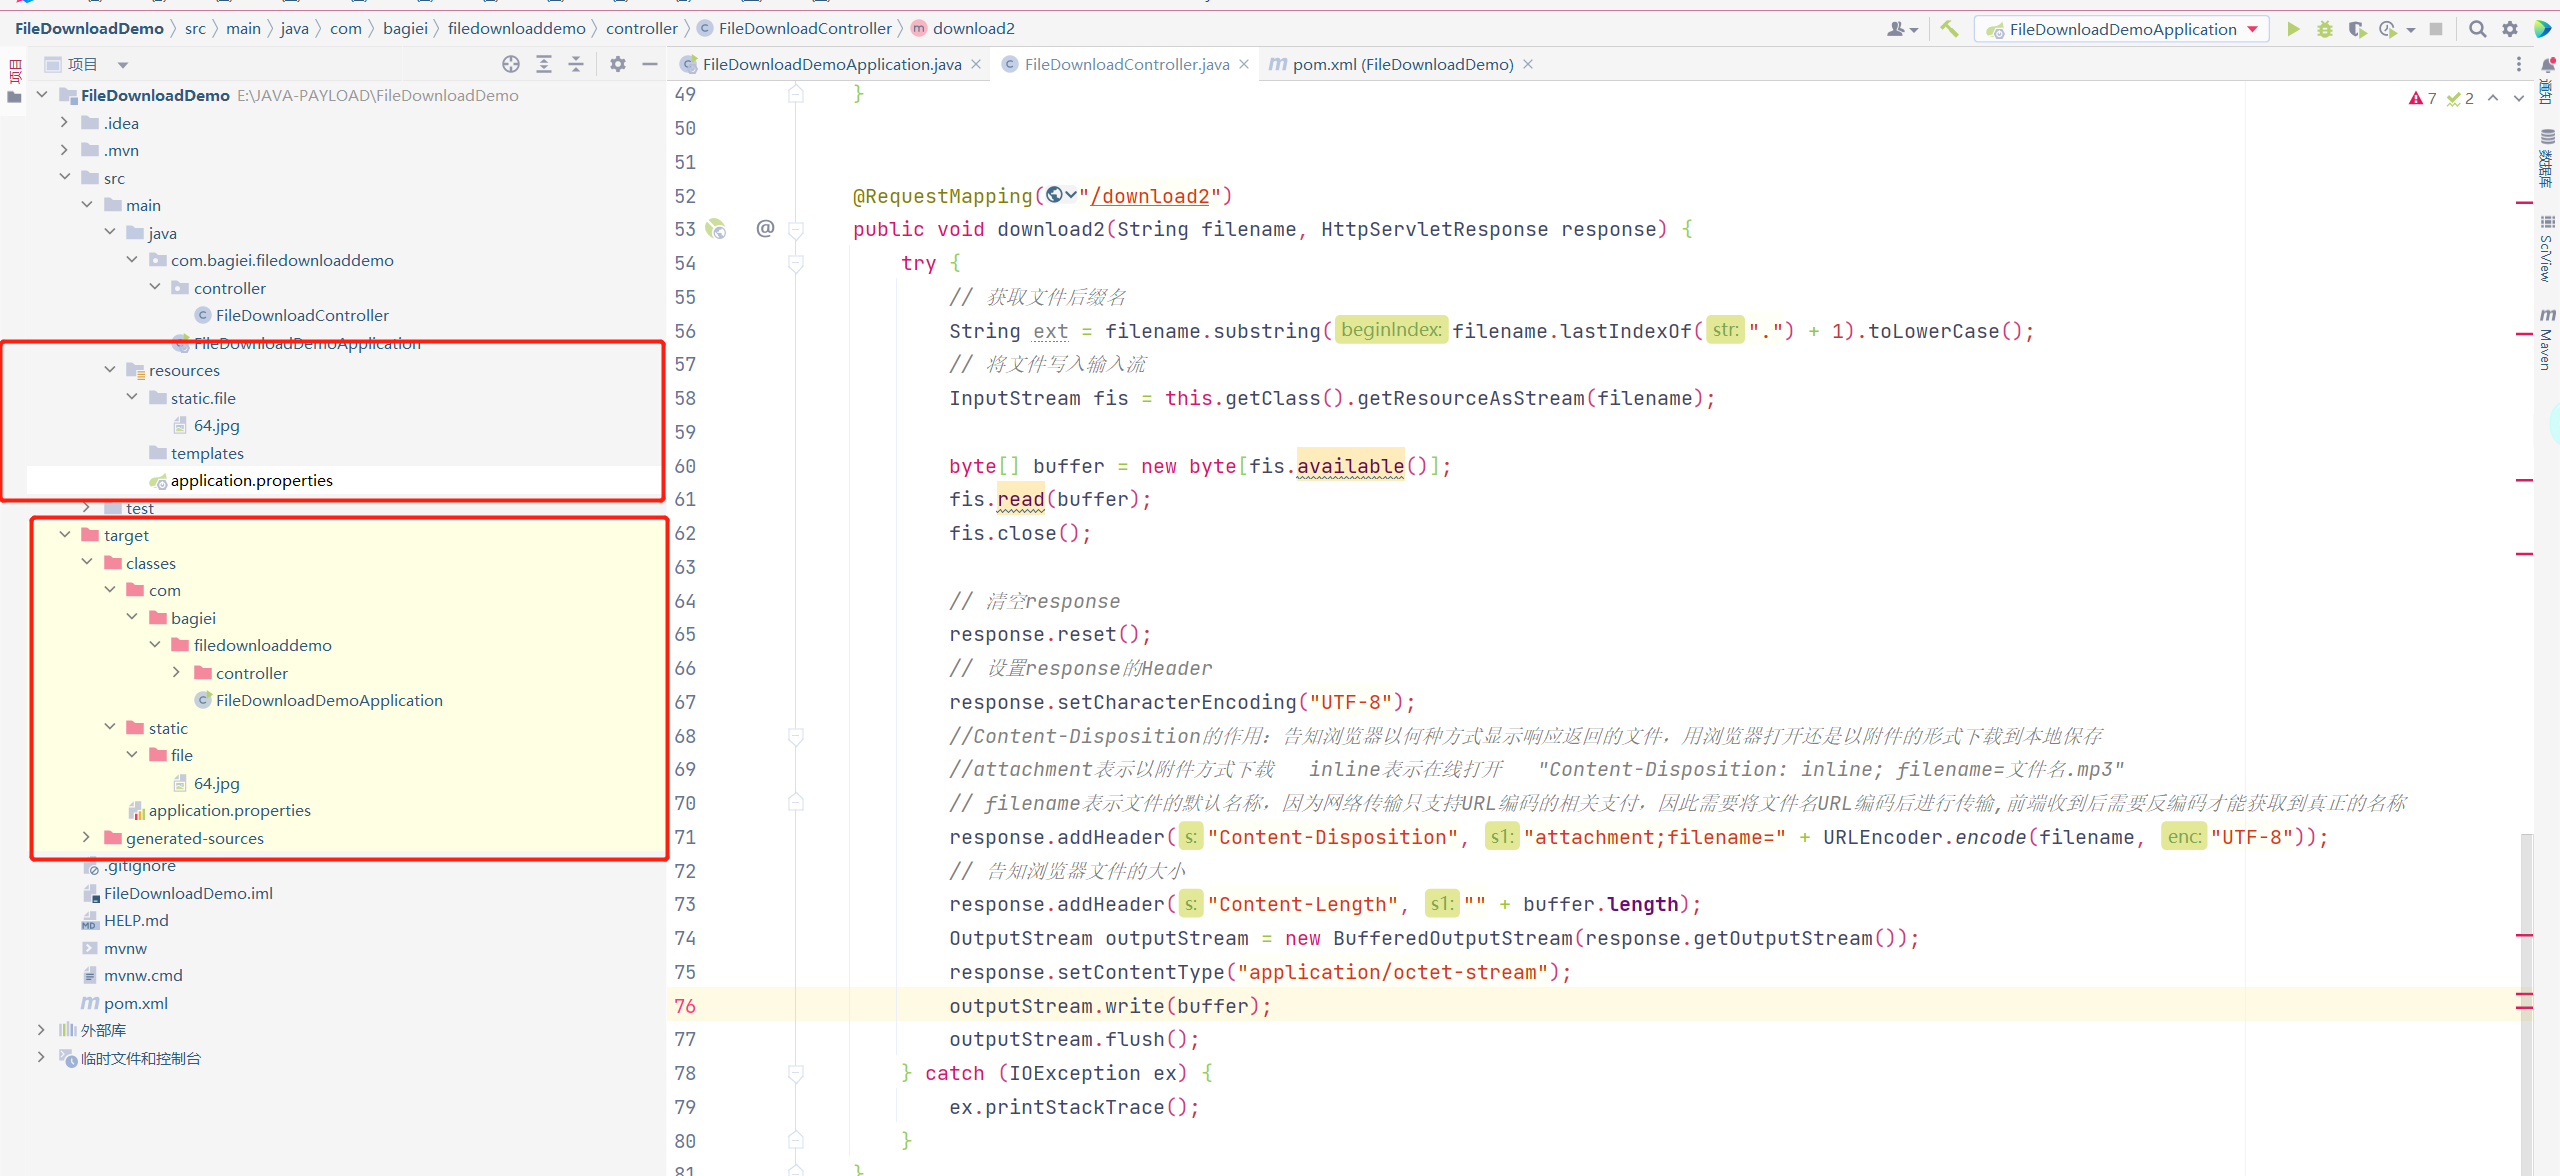 FileDownloadDemo 〉 src 〉 main 〉 java 〉 com 〉 bagiei 〉 filedownloaddemo 〉 controller 〉 FileDownloadController 〉 download2
FileDownloadDemoApplication
项目
FileDownloadDemoApplication.java × FileDownloadController.java × pom.xml (FileDownloadDemo) ×
项目
FileDownloadDemo E:\JAVA-PAYLOAD\FileDownloadDemo
.idea
.mvn
src
main
java
com.bagiei.filedownloaddemo
controller
FileDownloadController
FileDownloadDemoApplication
resources
static.file
64.jpg
templates
application.properties
test
target
classes
com
bagiei
filedownloaddemo
controller
FileDownloadDemoApplication
static
file
64.jpg
application.properties
generated-sources
.gitignore
FileDownloadDemo.iml
HELP.md
mvnw
mvnw.cmd
pom.xml
外部库
临时文件和控制台
7 2
49 }
50
51
52 @RequestMapping("/download2")
53 public void download2(String filename, HttpServletResponse response) {
54 try {
55 // 获取文件后缀名
56 String ext = filename.substring( beginIndex: filename.lastIndexOf( str: ".") + 1).toLowerCase();
57 // 将文件写入输入流
58 InputStream fis = this.getClass().getResourceAsStream(filename);
59
60 byte[] buffer = new byte[fis.available()];
61 fis.read(buffer);
62 fis.close();
63
64 // 清空response
65 response.reset();
66 // 设置response的Header
67 response.setCharacterEncoding("UTF-8");
68 //Content-Disposition的作用：告知浏览器以何种方式显示响应返回的文件，用浏览器打开还是以附件的形式下载到本地保存
69 //attachment表示以附件方式下载 inline表示在线打开 "Content-Disposition: inline; filename=文件名.mp3"
70 // filename表示文件的默认名称，因为网络传输只支持URL编码的相关支付，因此需要将文件名URL编码后进行传输,前端收到后需要反编码才能获取到真正的名称
71 response.addHeader( s: "Content-Disposition", s1: "attachment;filename=" + URLEncoder.encode(filename, enc: "UTF-8"));
72 // 告知浏览器文件的大小
73 response.addHeader( s: "Content-Length", s1: "" + buffer.length);
74 OutputStream outputStream = new BufferedOutputStream(response.getOutputStream());
75 response.setContentType("application/octet-stream");
76 outputStream.write(buffer);
77 outputStream.flush();
78 } catch (IOException ex) {
79 ex.printStackTrace();
80 }
81 }
通知
数据库
SciView
Maven